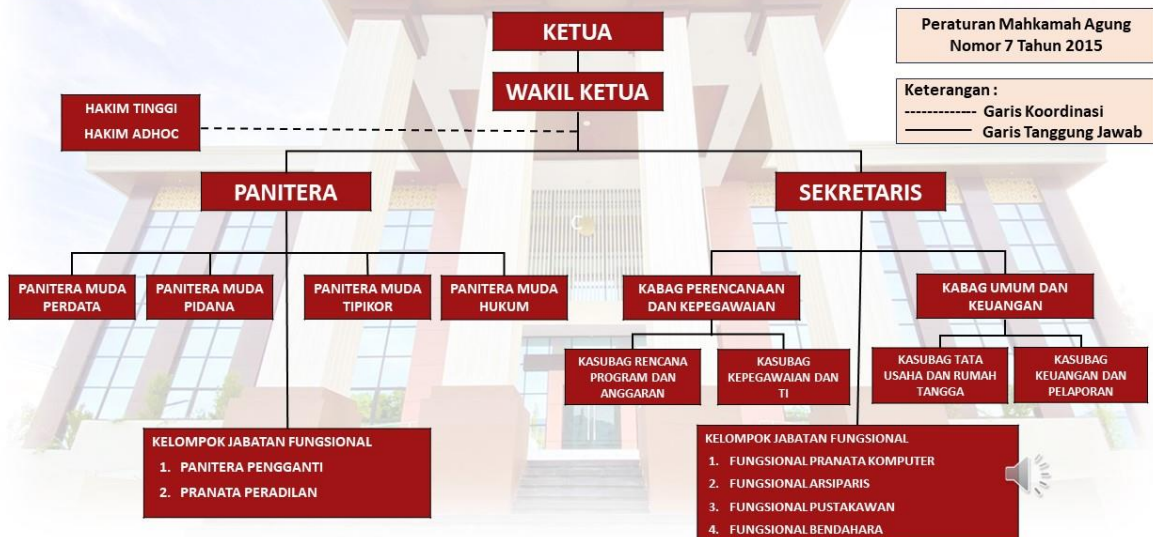 KETUA
Peraturan Mahkamah Agung
Nomor 7 Tahun 2015
WAKIL KETUA
Keterangan :
------------- Garis Koordinasi
Garis Tanggung Jawab
HAKIM TINGGI
HAKIM ADHOC
PANITERA
SEKRETARIS
PANITERA MUDA
PERDATA
PANITERA MUDA
PIDANA
PANITERA MUDA
TIPIKOR
PANITERA MUDA
HUKUM
KABAG PERENCANAAN
DAN KEPEGAWAIAN
KABAG UMUM DAN
KEUANGAN
KASUBAG RENCANA
PROGRAM DAN
ANGGARAN
KASUBAG
KEPEGAWAIAN DAN
TI
KASUBAG TATA
USAHA DAN RUMAH
TANGGA
KASUBAG
KEUANGAN DAN
PELAPORAN
KELOMPOK JABATAN FUNGSIONAL
1. PANITERA PENGGANTI
2. PRANATA PERADILAN
KELOMPOK JABATAN FUNGSIONAL
1. FUNGSIONAL PRANATA KOMPUTER
2. FUNGSIONAL ARSIPARIS
3. FUNGSIONAL PUSTAKAWAN
4. FUNGSIONAL BENDAHARA